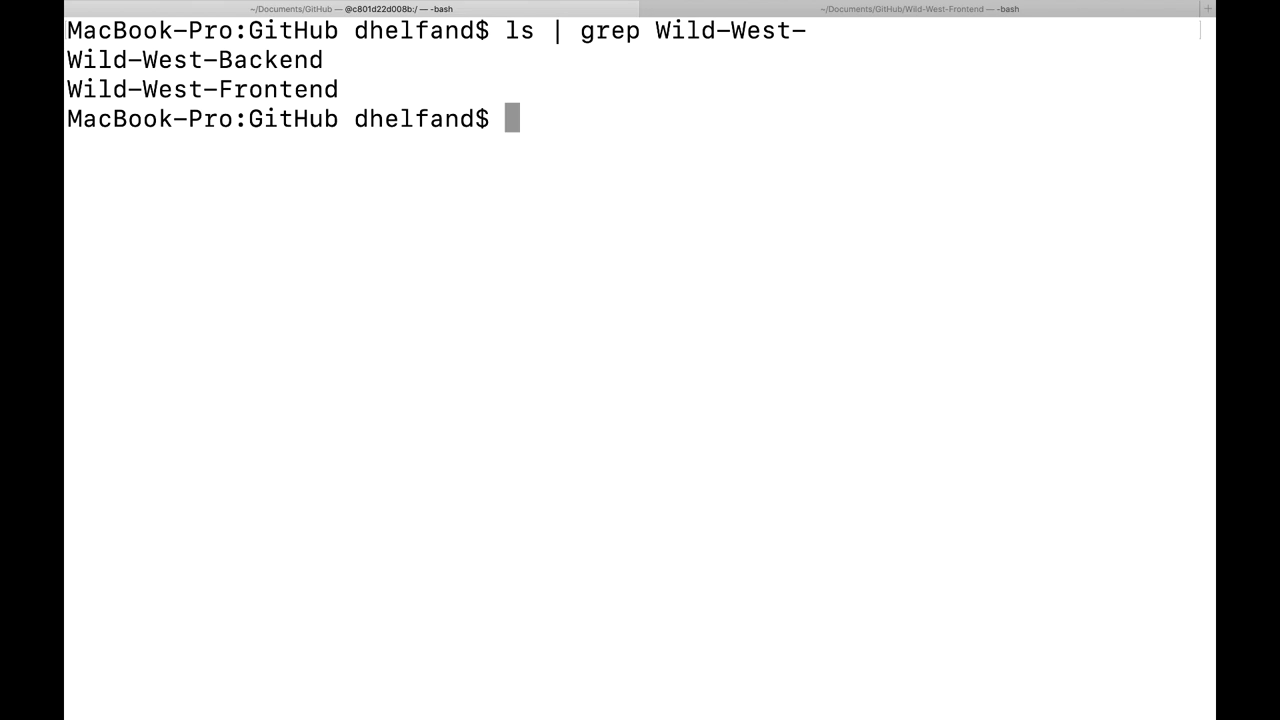 ~/Documents/GitHub — @c801d22d008b:/ — -bash
~/Documents/GitHub/Wild-West-Frontend — -bash
+
MacBook-Pro:GitHub dhelfand$ ls | grep Wild-West-
Wild-West-Backend
Wild-West-Frontend
MacBook-Pro:GitHub dhelfand$